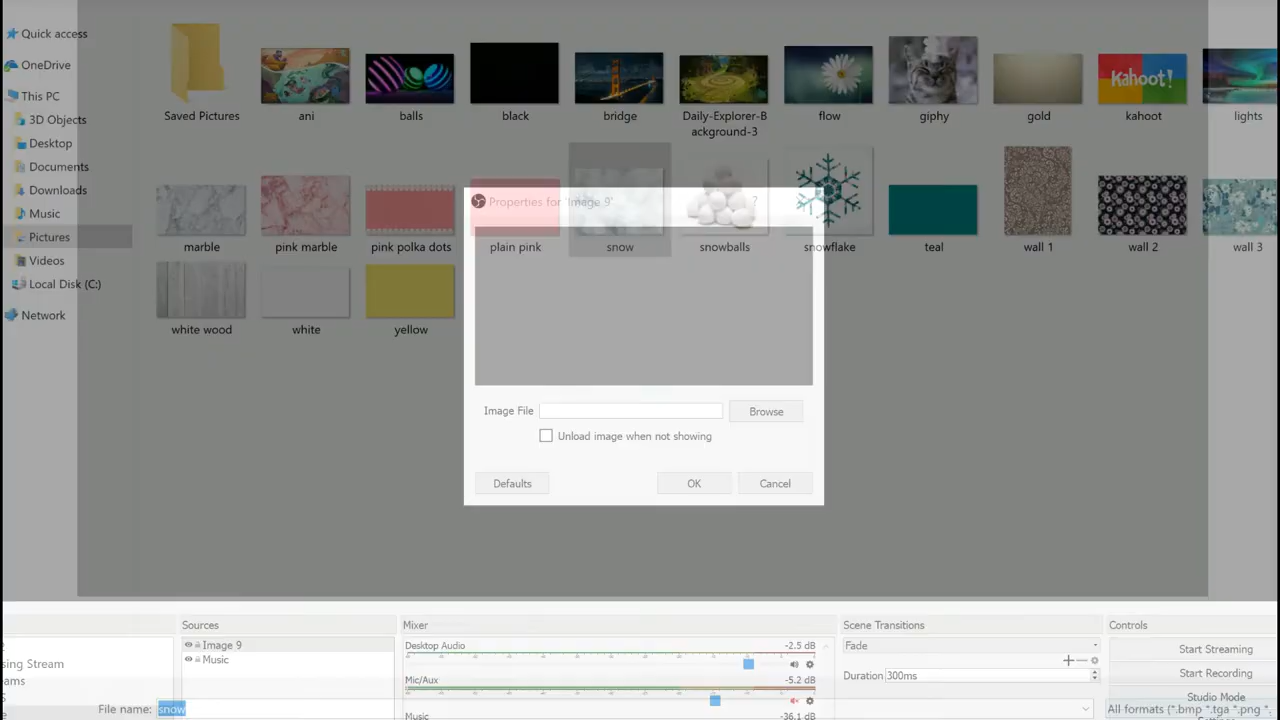 Quick access
OneDrive
This PC
3D Objects
Desktop
Documents
Downloads
Music
Pictures
Videos
Local Disk (C:)
Network
Saved Pictures
ani
balls
black
bridge
Daily-Explorer-B
ackground-3
flow
giphy
gold
Kahoot!
kahoot
lights
marble
pink marble
pink polka dots
plain pink
snow
snowballs
snowflake
teal
wall 1
wall 2
wall 3
white wood
white
yellow
Properties for 'Image 9'
?
Image File
Browse
Unload image when not showing
Defaults
OK
Cancel
Sources
Image 9
Music
Mixer
Desktop Audio
-2.5 dB
Mic/Aux
-5.2 dB
Music
-36.1 dB
Scene Transitions
Fade
Duration 300ms
Controls
Start Streaming
Start Recording
Studio Mode
sing Stream
eams
File name: snow
All formats (*.bmp *.tga *.png *.